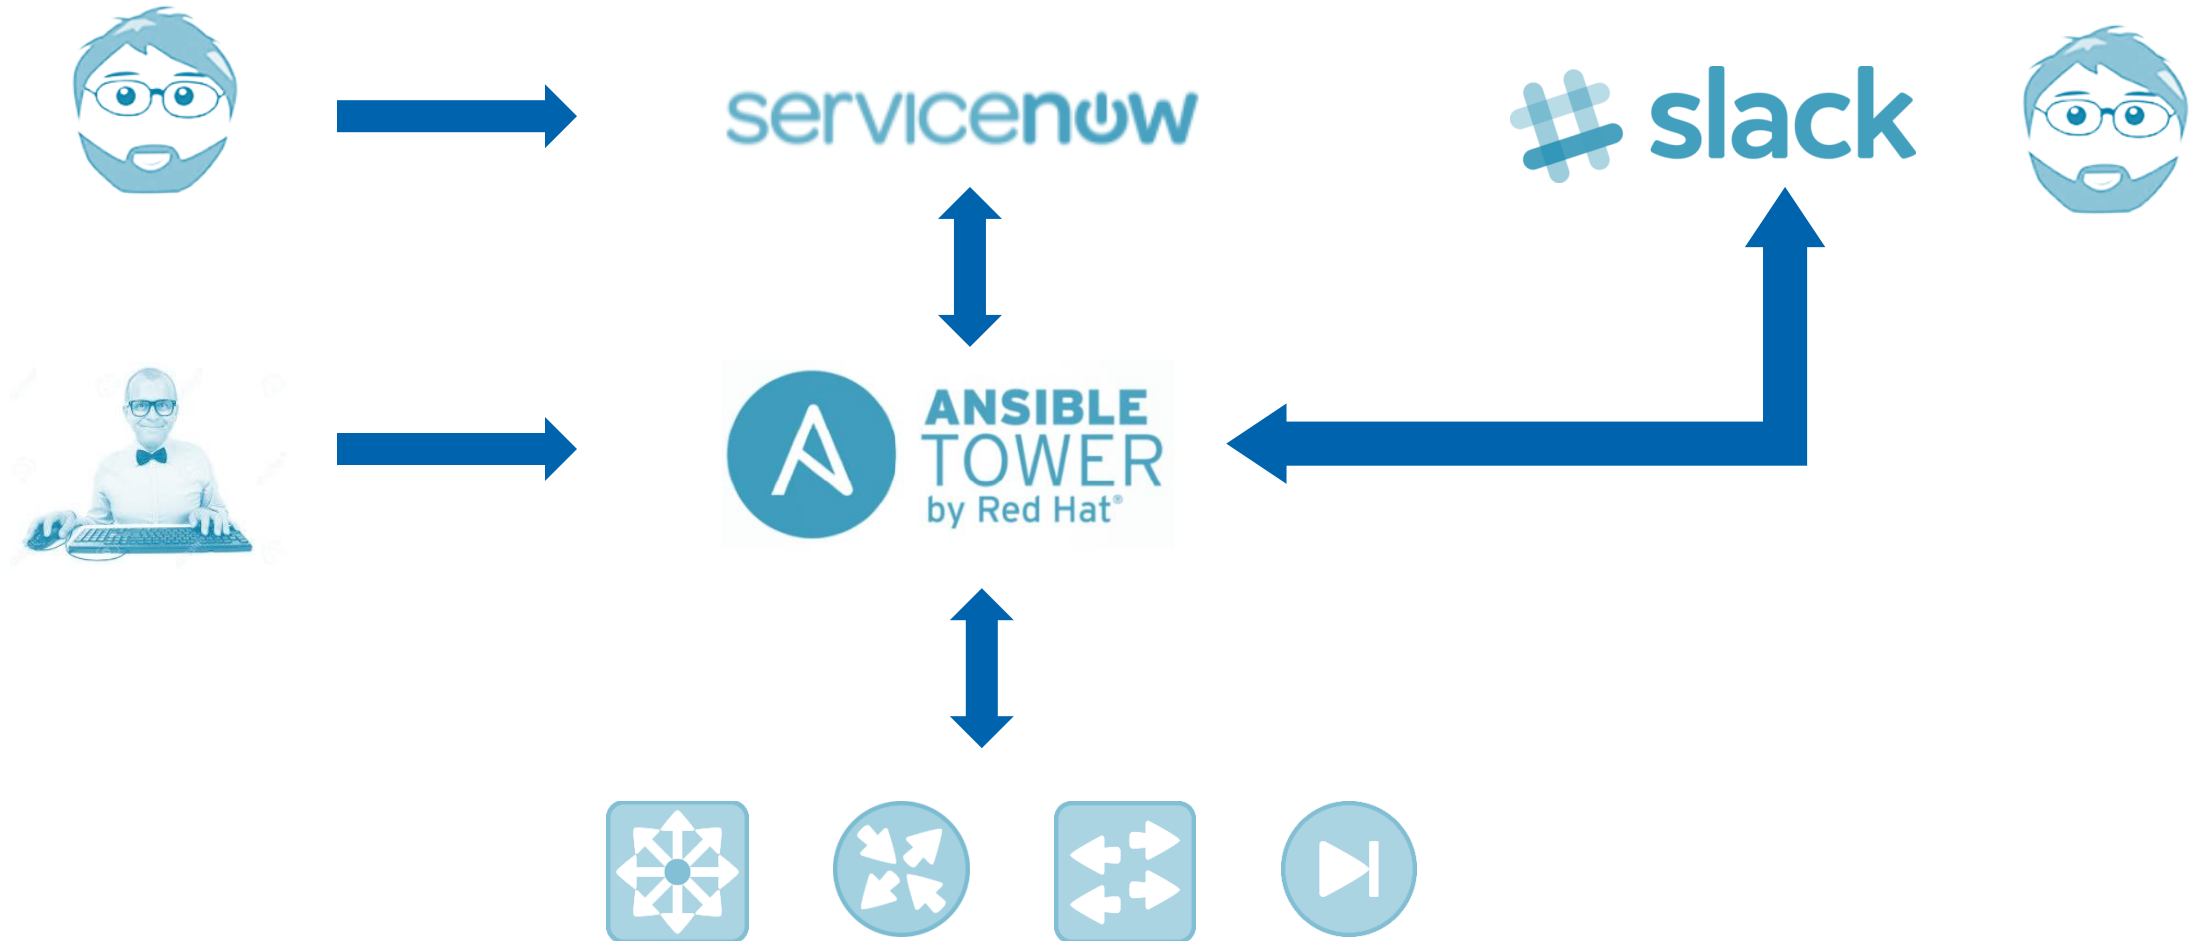 servicenow
slack
ANSIBLE
TOWER
by Red Hat®